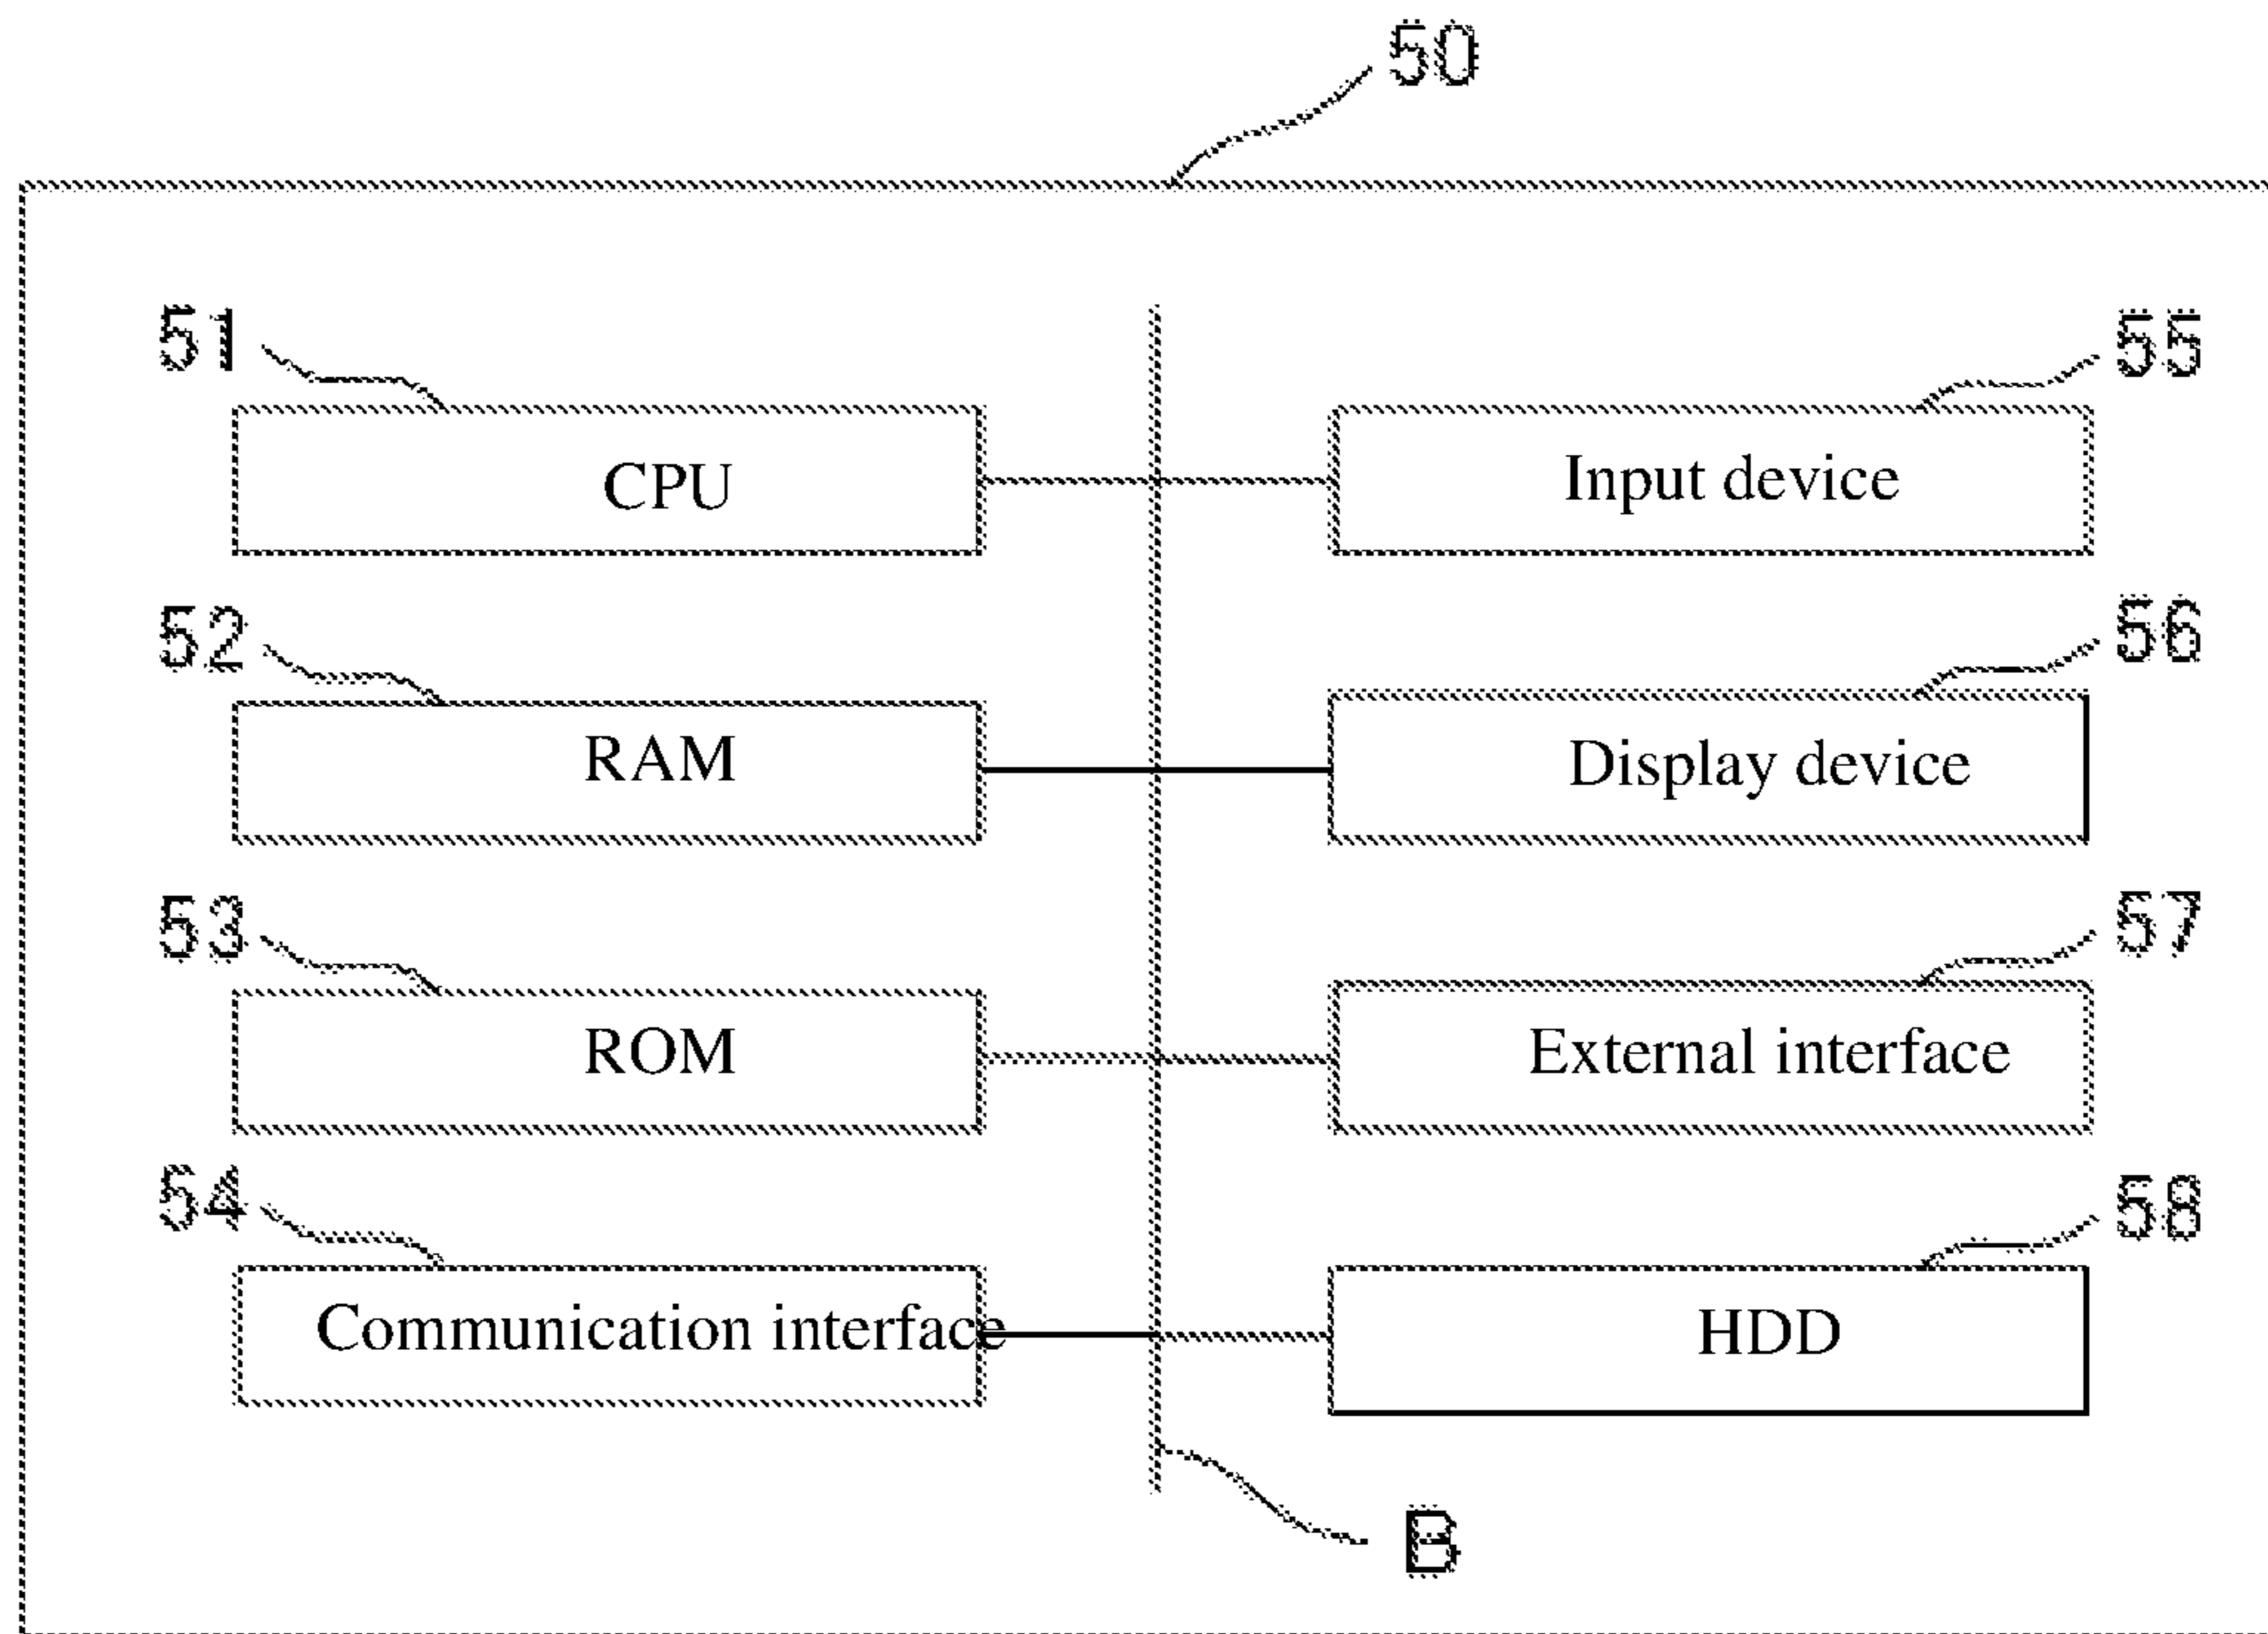 50
51
55
CPU
Input device
52
56
RAM
Display device
53
57
ROM
External interface
54
58
Communication interface
HDD
B